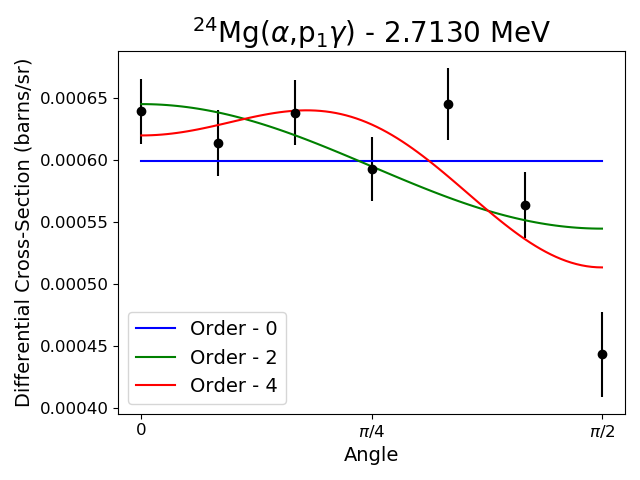 ²⁴Mg(α,p₁γ) - 2.7130 MeV
Differential Cross-Section (barns/sr)
0.00065
0.00060
0.00055
0.00050
0.00045
0.00040
Order - 0
Order - 2
Order - 4
0 π/4 π/2
Angle